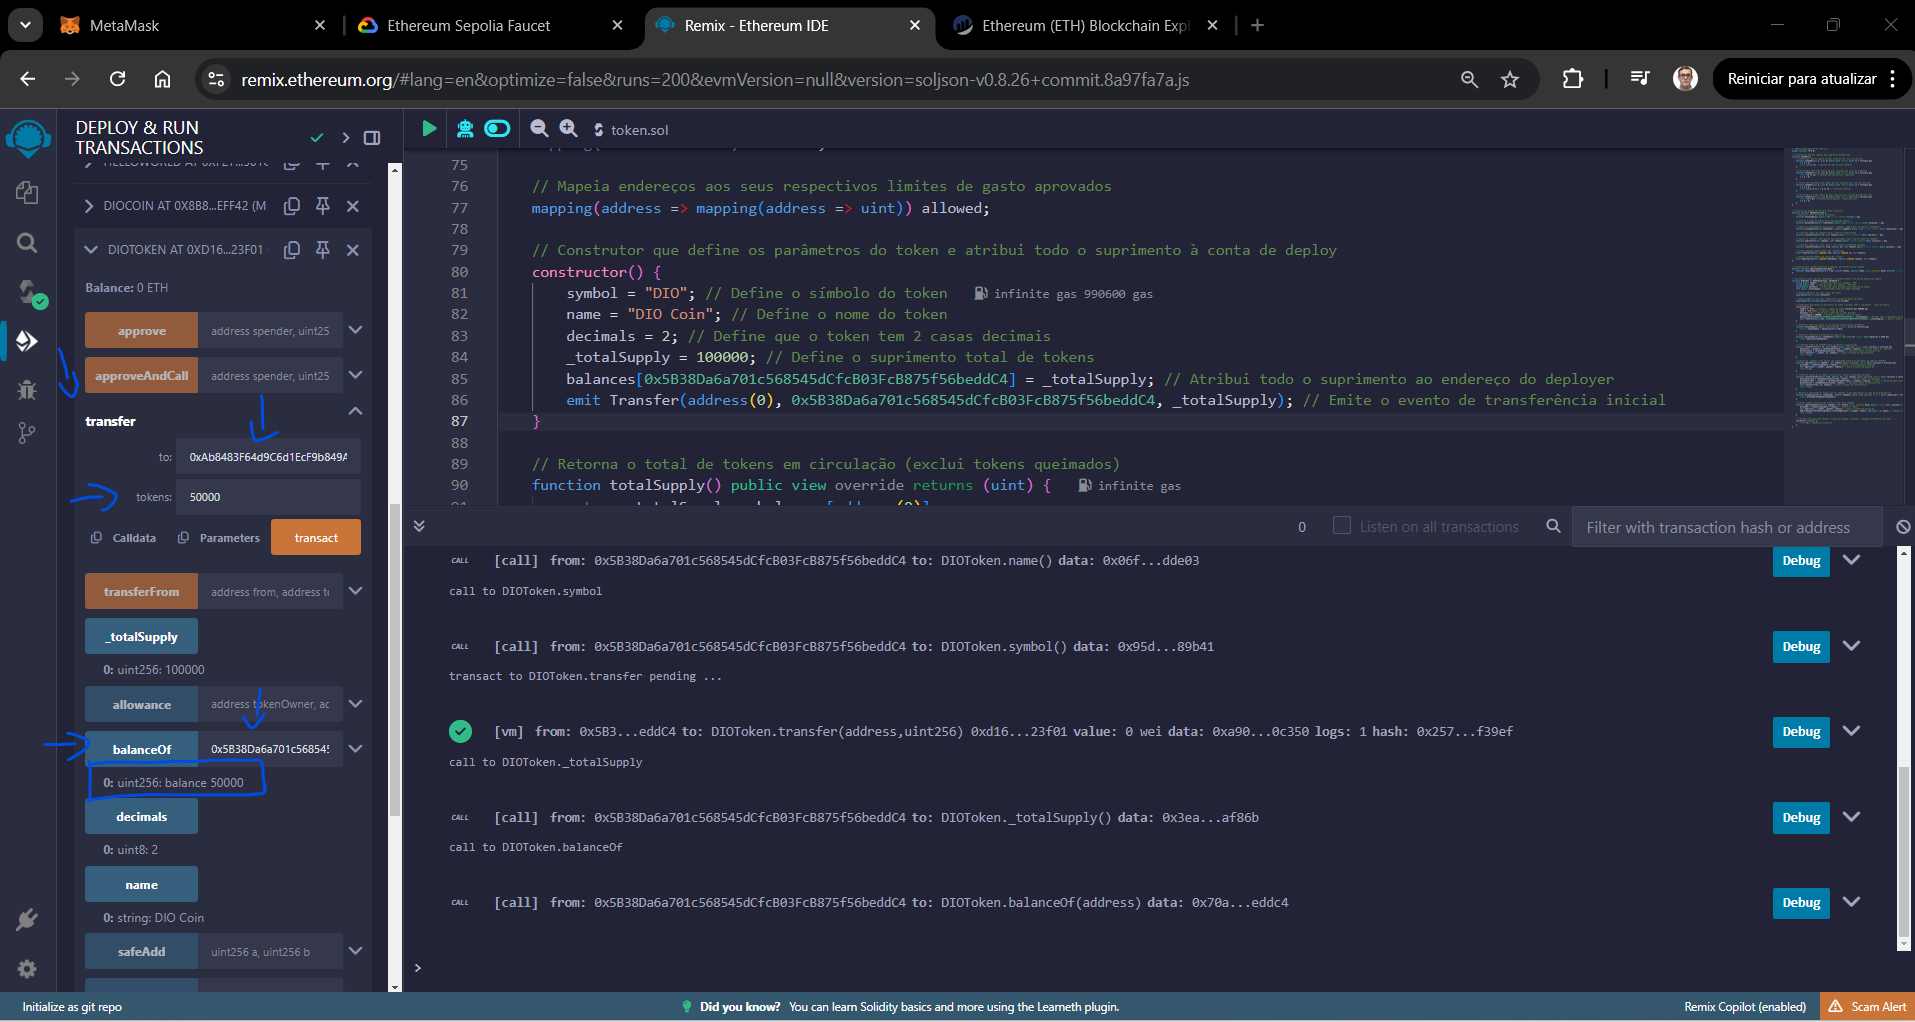 MetaMask
Ethereum Sepolia Faucet
Remix - Ethereum IDE
Ethereum (ETH) Blockchain Expl
remix.ethereum.org/#lang=en&optimize=false&runs=200&evmVersion=null&version=soljson-v0.8.26+commit.8a97fa7a.js
Reiniciar para atualizar
DEPLOY & RUN
TRANSACTIONS
DIOCOIN AT 0X8B8...EFF42 (M
DIOTOKEN AT 0XD16...23F01
Balance: 0 ETH
approve address spender, uint25
approveAndCall address spender, uint25
transfer
to: 0xAb8483F64d9C6d1EcF9b849A
tokens: 50000
Calldata Parameters transact
transferFrom address from, address to
_totalSupply
0: uint256: 100000
allowance address tokenOwner, ac
balanceOf 0x5B38Da6a701c568545
0: uint256: balance 50000
decimals
0: uint8: 2
name
0: string: DIO Coin
safeAdd uint256 a, uint256 b
token.sol
75
76 // Mapeia endereços aos seus respectivos limites de gasto aprovados
77 mapping(address => mapping(address => uint)) allowed;
78
79 // Construtor que define os parâmetros do token e atribui todo o suprimento à conta de deploy
80 constructor() {
81 symbol = "DIO"; // Define o símbolo do token infinite gas 990600 gas
82 name = "DIO Coin"; // Define o nome do token
83 decimals = 2; // Define que o token tem 2 casas decimais
84 _totalSupply = 100000; // Define o suprimento total de tokens
85 balances[0x5B38Da6a701c568545dCfcB03FcB875f56beddC4] = _totalSupply; // Atribui todo o suprimento ao endereço do deployer
86 emit Transfer(address(0), 0x5B38Da6a701c568545dCfcB03FcB875f56beddC4, _totalSupply); // Emite o evento de transferência inicial
87 }
88
89 // Retorna o total de tokens em circulação (exclui tokens queimados)
90 function totalSupply() public view override returns (uint) { infinite gas
0 Listen on all transactions Filter with transaction hash or address
CALL [call] from: 0x5B38Da6a701c568545dCfcB03FcB875f56beddC4 to: DIOToken.name() data: 0x06f...dde03 Debug
call to DIOToken.symbol
CALL [call] from: 0x5B38Da6a701c568545dCfcB03FcB875f56beddC4 to: DIOToken.symbol() data: 0x95d...89b41 Debug
transact to DIOToken.transfer pending ...
[vm] from: 0x5B3...eddC4 to: DIOToken.transfer(address,uint256) 0xd16...23f01 value: 0 wei data: 0xa90...0c350 logs: 1 hash: 0x257...f39ef Debug
call to DIOToken._totalSupply
CALL [call] from: 0x5B38Da6a701c568545dCfcB03FcB875f56beddC4 to: DIOToken._totalSupply() data: 0x3ea...af86b Debug
call to DIOToken.balanceOf
CALL [call] from: 0x5B38Da6a701c568545dCfcB03FcB875f56beddC4 to: DIOToken.balanceOf(address) data: 0x70a...eddc4 Debug
>
Initialize as git repo
Did you know? You can learn Solidity basics and more using the Learneth plugin.
Remix Copilot (enabled)
Scam Alert